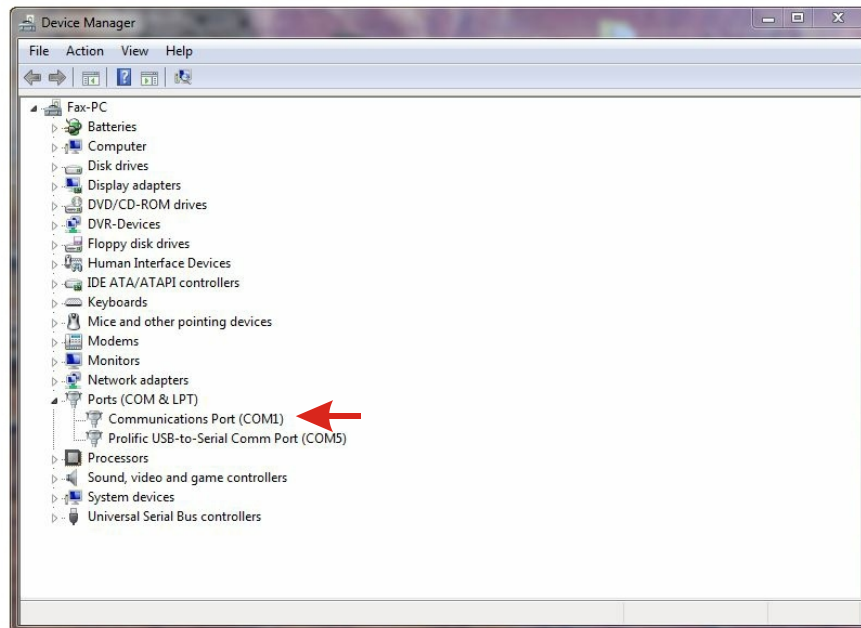 Device Manager
File Action View Help
Fax-PC
Batteries
Computer
Disk drives
Display adapters
DVD/CD-ROM drives
DVR-Devices
Floppy disk drives
Human Interface Devices
IDE ATA/ATAPI controllers
Keyboards
Mice and other pointing devices
Modems
Monitors
Network adapters
Ports (COM & LPT)
Communications Port (COM1)
Prolific USB-to-Serial Comm Port (COM5)
Processors
Sound, video and game controllers
System devices
Universal Serial Bus controllers